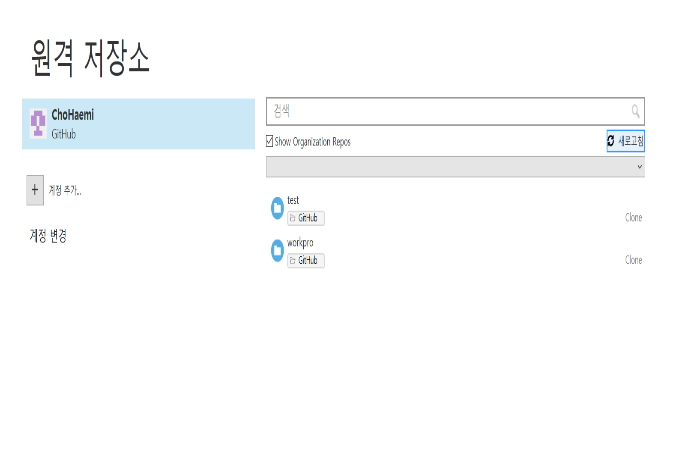 원격 저장소
ChoHaemi
GitHub
계정 추가...
계정 변경
검색
Show Organization Repos
새로고침
test
GitHub
Clone
workpro
GitHub
Clone